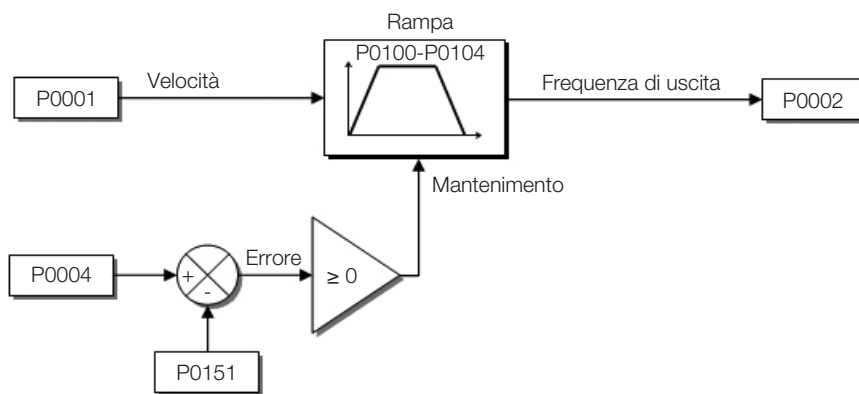 Rampa
P0100-P0104
Velocità
Frequenza di uscita
P0001
P0002
Mantenimento
Errore
P0004
+
-
≥ 0
P0151